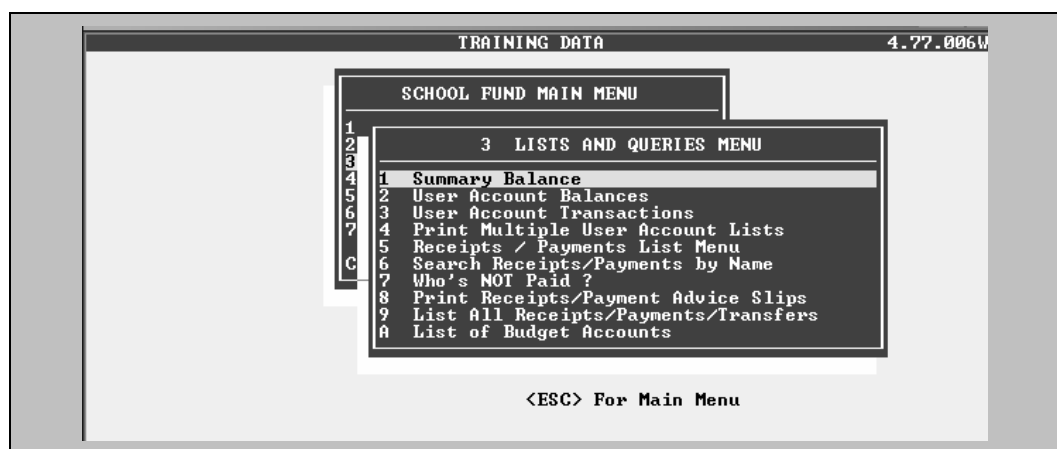 TRAINING DATA 4.77.006W
SCHOOL FUND MAIN MENU
1
2
3
4
5
6
7
C
3 LISTS AND QUERIES MENU
1 Summary Balance
2 User Account Balances
3 User Account Transactions
4 Print Multiple User Account Lists
5 Receipts / Payments List Menu
6 Search Receipts/Payments by Name
7 Who's NOT Paid ?
8 Print Receipts/Payment Advice Slips
9 List All Receipts/Payments/Transfers
A List of Budget Accounts
<ESC> For Main Menu